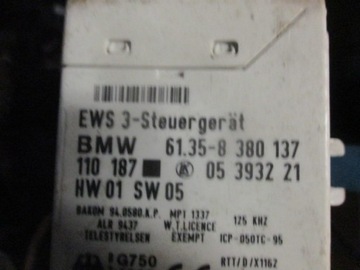 EWS 3-Steuergerät
BMW 61.35-8 380 137
110 187 05 3932 21
HW 01 SW 05
BAKOM 94.0580.K.P. MPT 1337 125 KHZ
ALB 9437 W.T.LICENCE
TELESTYRELSEN EXEMPT ICP-050TC-95
G750 RTT/D/X1162